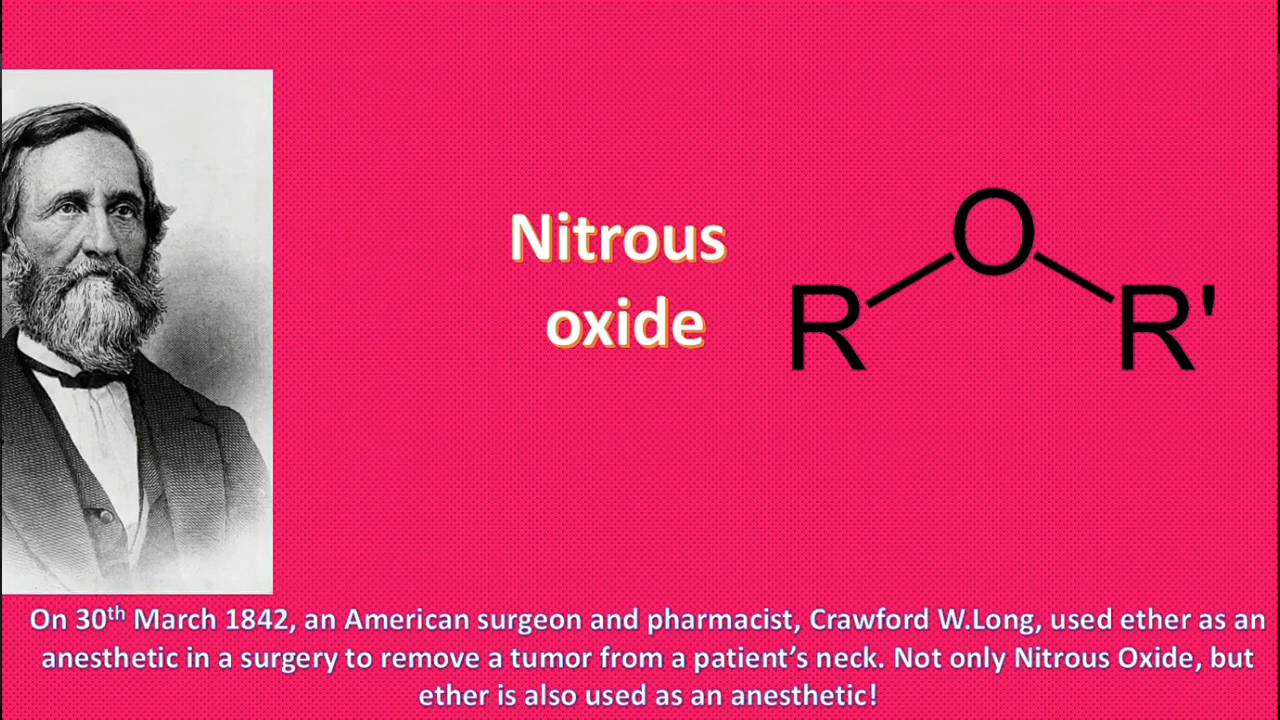 Nitrous
oxide
O
R R'
On 30th March 1842, an American surgeon and pharmacist, Crawford W.Long, used ether as an
anesthetic in a surgery to remove a tumor from a patient’s neck. Not only Nitrous Oxide, but
ether is also used as an anesthetic!